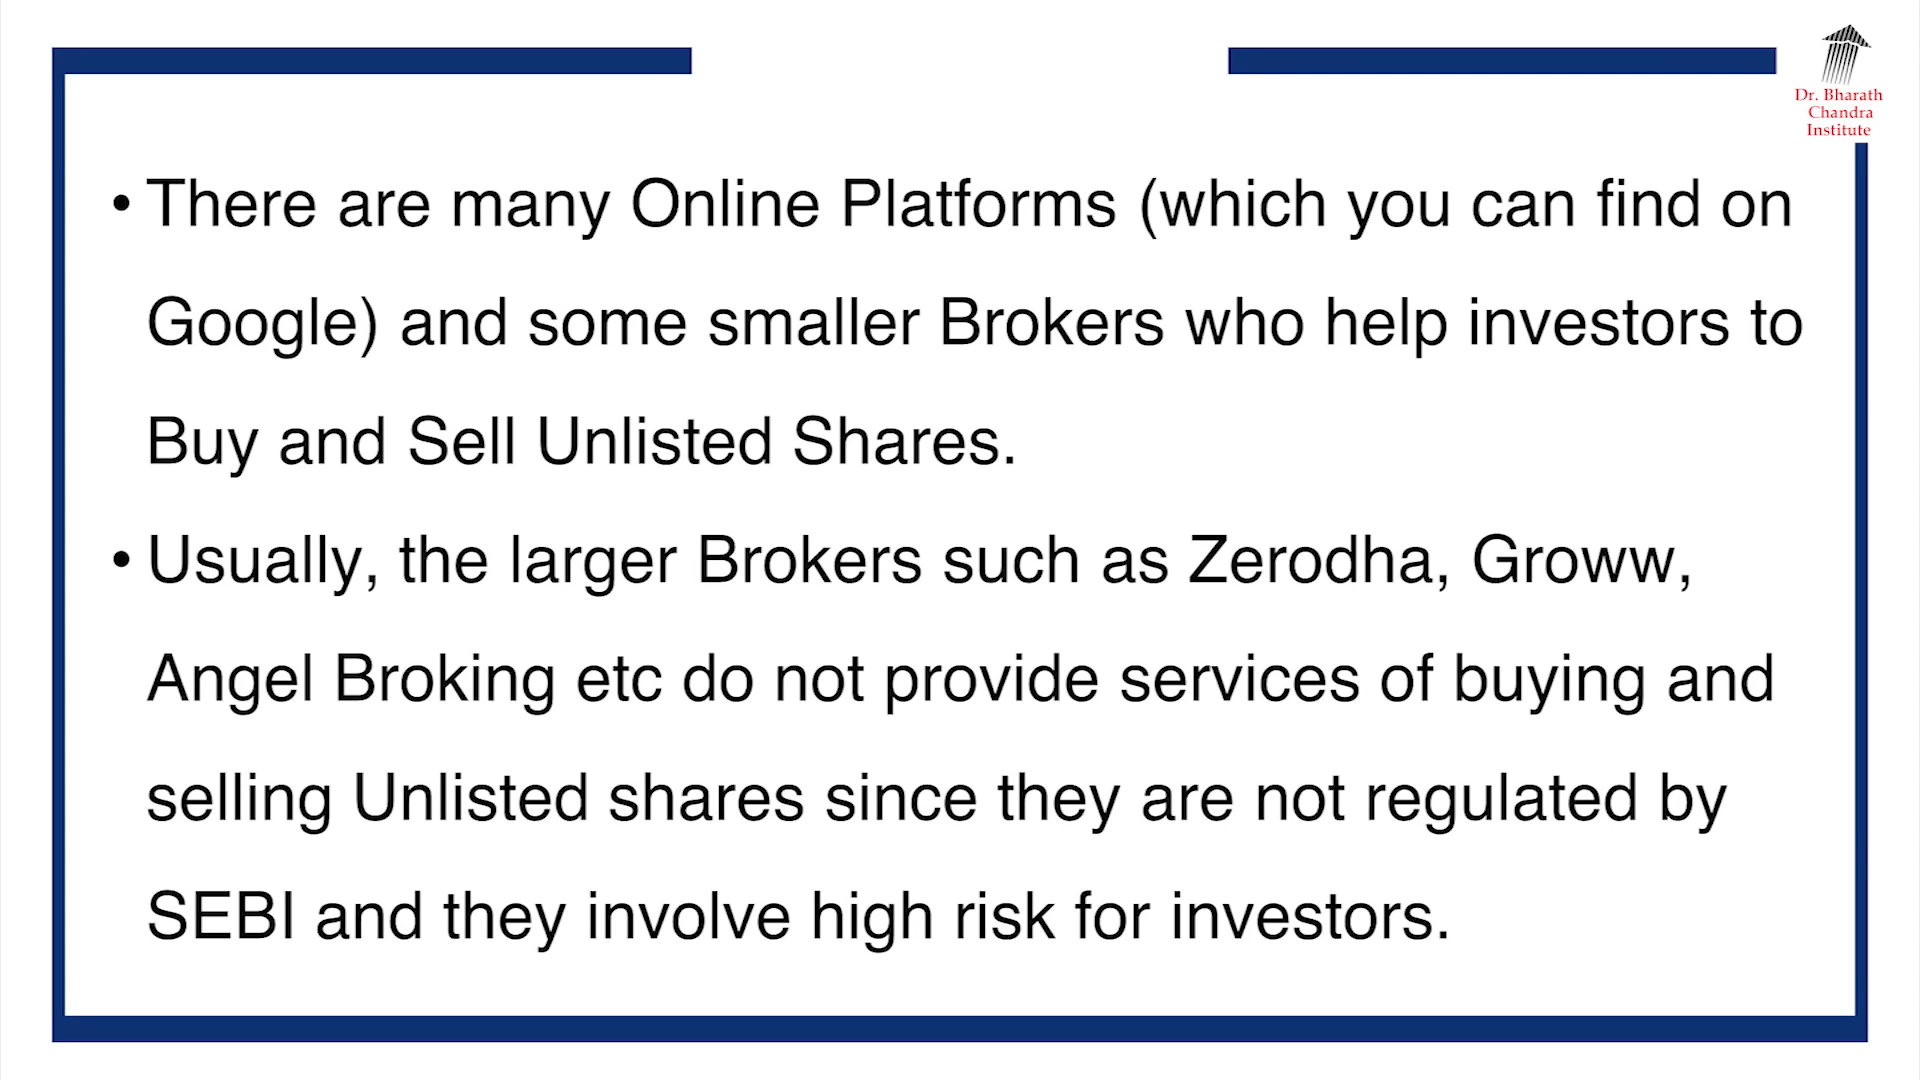 Dr. Bharath
Chandra
Institute
• There are many Online Platforms (which you can find on
Google) and some smaller Brokers who help investors to
Buy and Sell Unlisted Shares.
• Usually, the larger Brokers such as Zerodha, Groww,
Angel Broking etc do not provide services of buying and
selling Unlisted shares since they are not regulated by
SEBI and they involve high risk for investors.